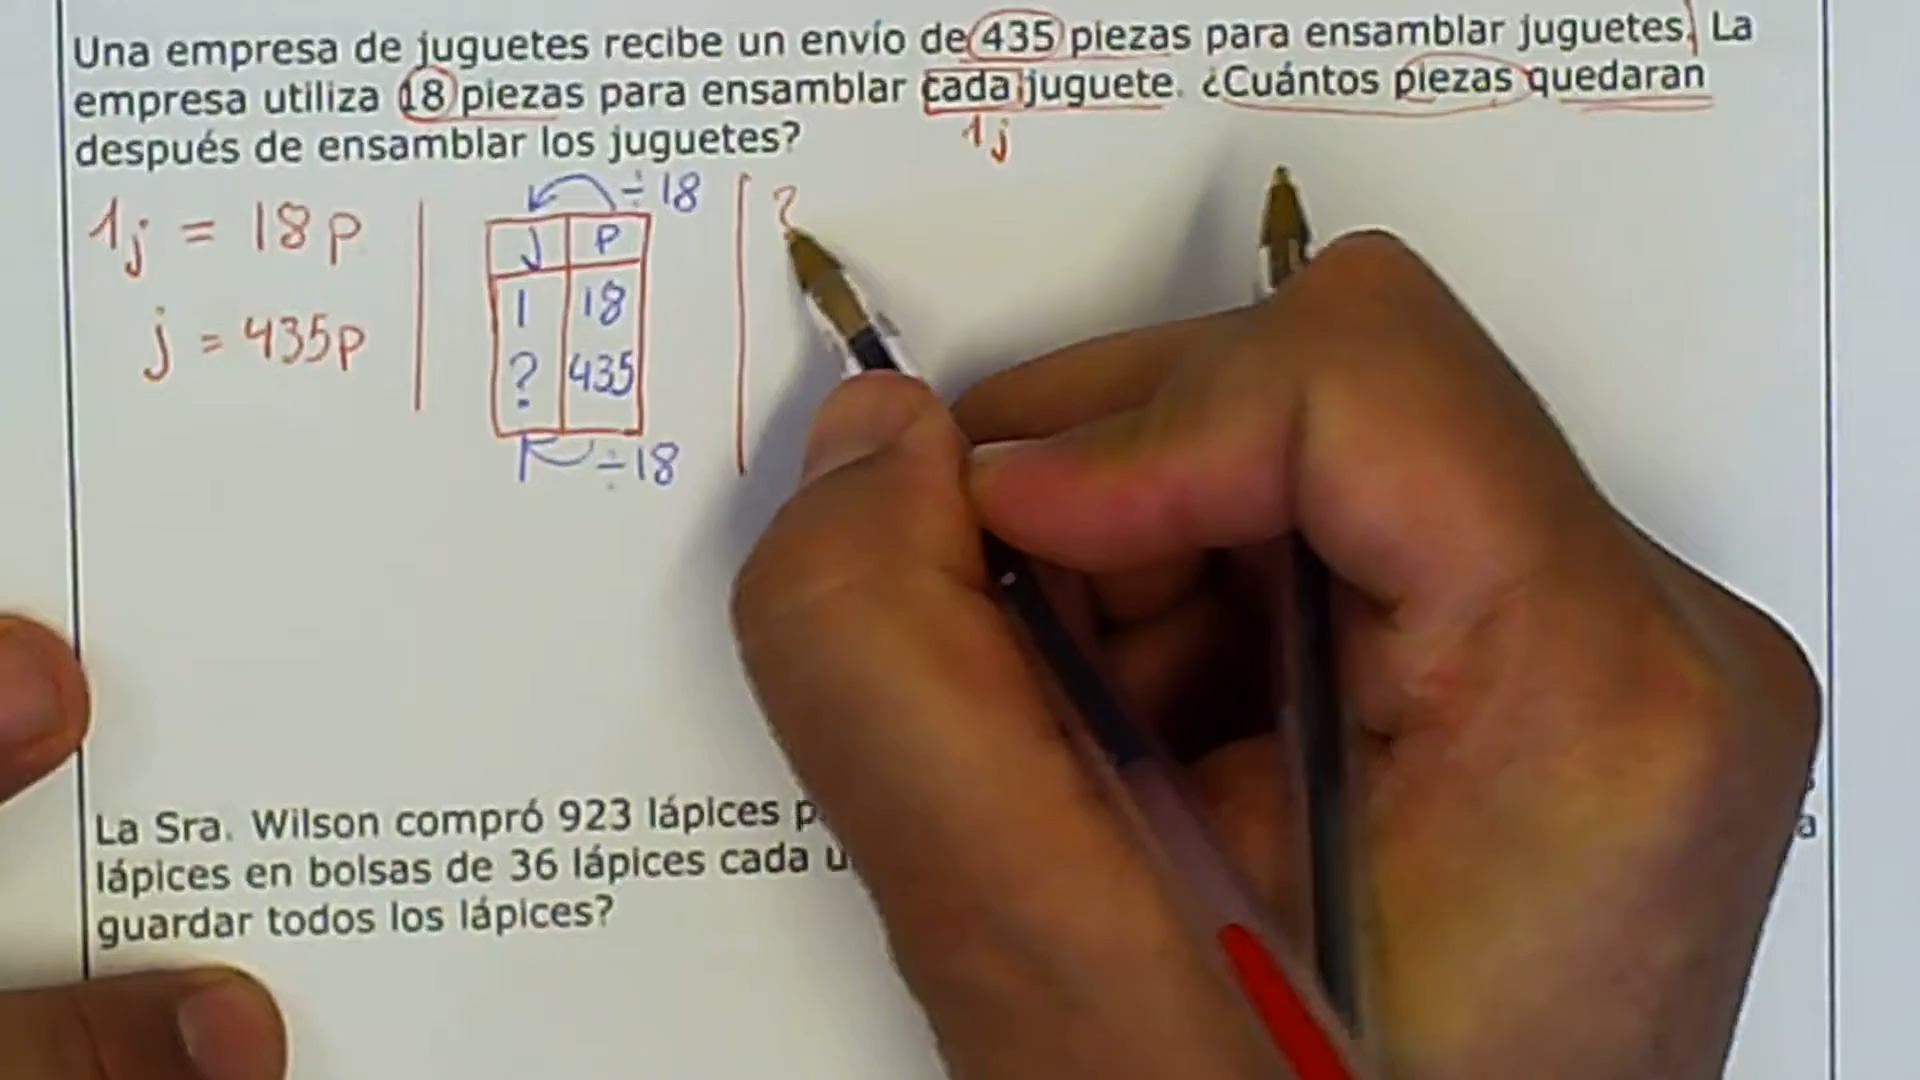 Una empresa de juguetes recibe un envío de 435 piezas para ensamblar juguetes. La
empresa utiliza 18 piezas para ensamblar cada juguete. ¿Cuántos piezas quedaran
después de ensamblar los juguetes?
1j
1j = 18p
j = 435p
÷18
j P
1 18
? 435
÷18
?
La Sra. Wilson compró 923 lápices
lápices en bolsas de 36 lápices cada
guardar todos los lápices?